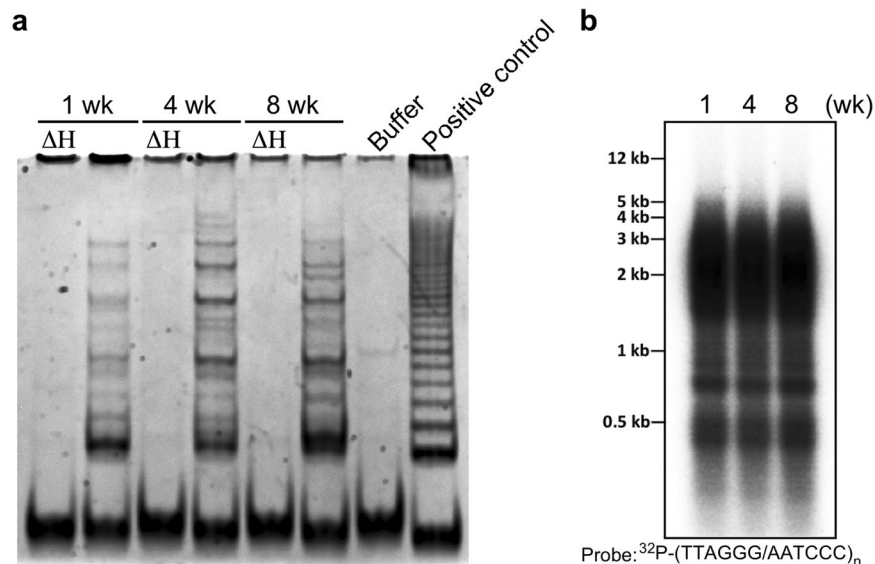 a
1 wk 4 wk 8 wk Buffer Positive control
ΔH ΔH ΔH
b
1 4 8 (wk)
12 kb
5 kb
4 kb
3 kb
2 kb
1 kb
0.5 kb
Probe:³²P-(TTAGGG/AATCCC)ₙ